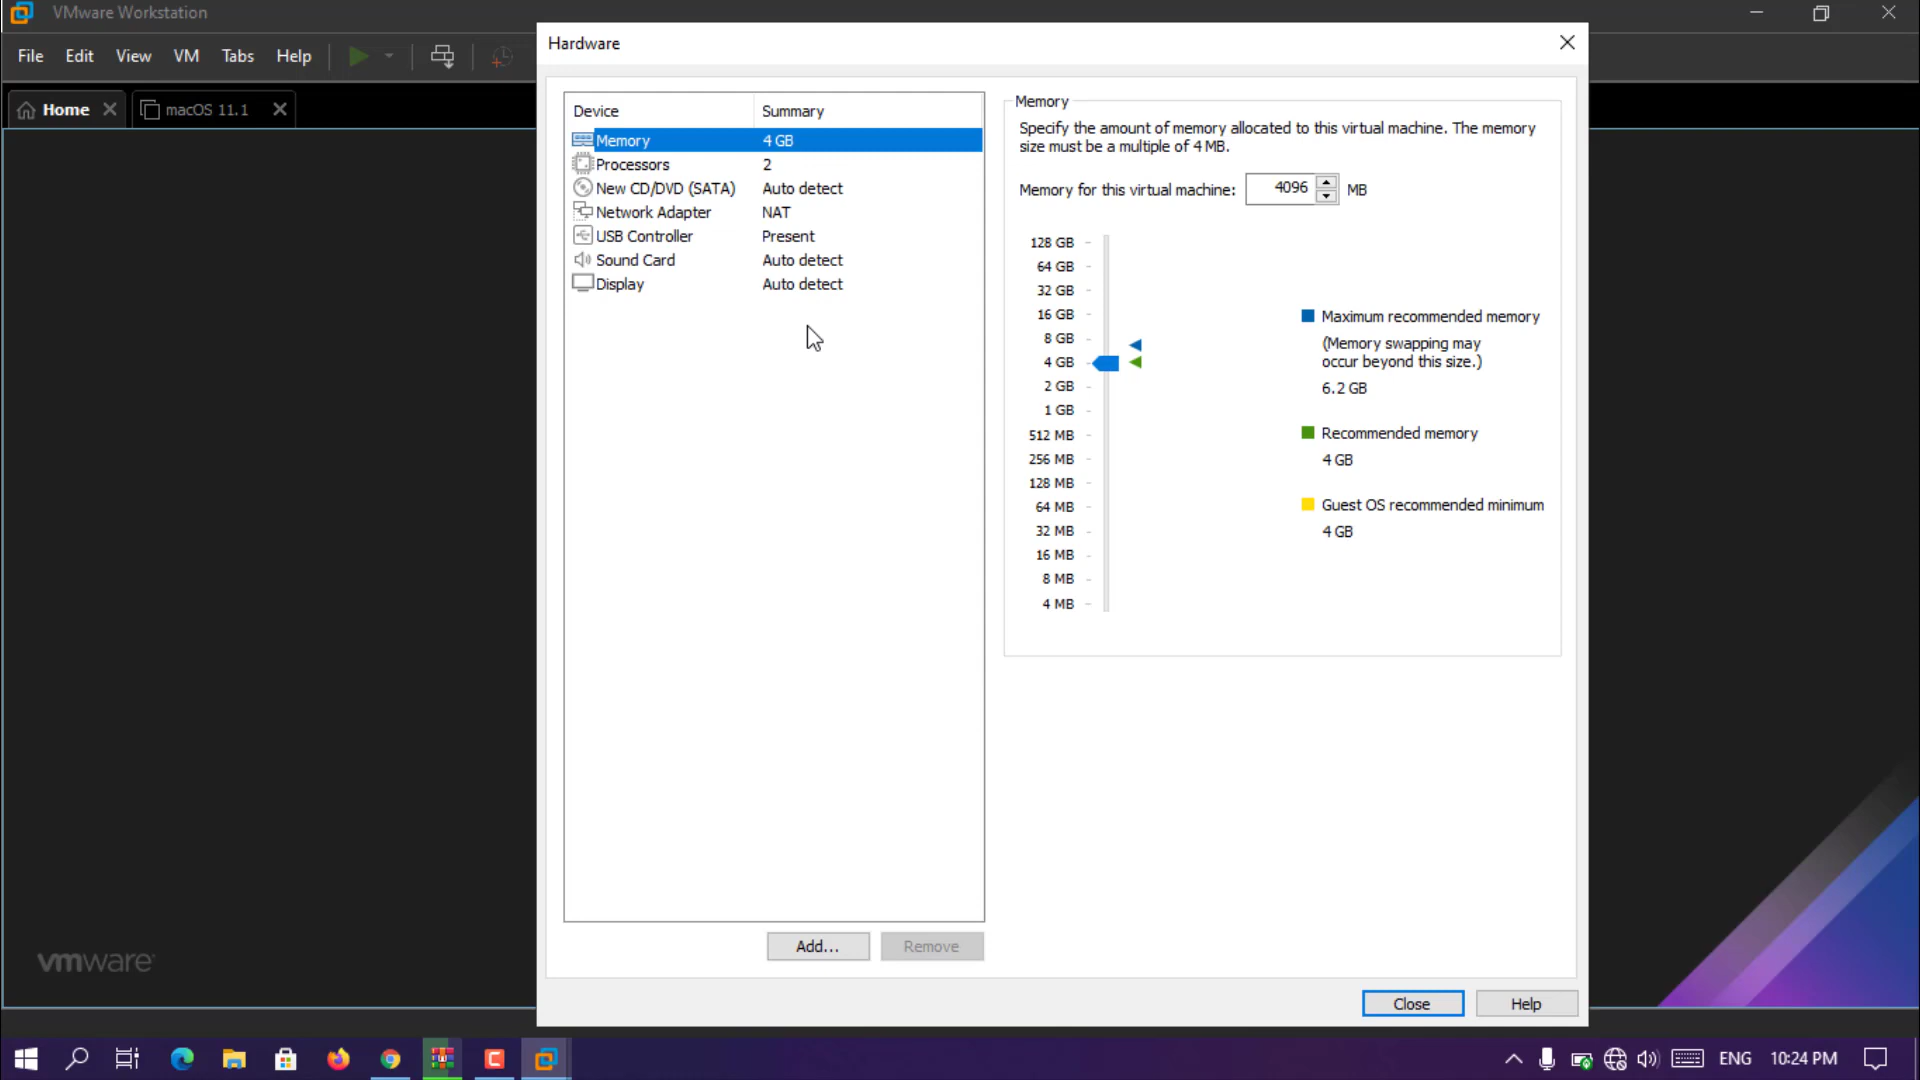 VMware Workstation
File Edit View VM Tabs Help
Home
macOS 11.1
Hardware
Device Summary
Memory 4 GB
Processors 2
New CD/DVD (SATA) Auto detect
Network Adapter NAT
USB Controller Present
Sound Card Auto detect
Display Auto detect
Add...
Remove
Memory
Specify the amount of memory allocated to this virtual machine. The memory
size must be a multiple of 4 MB.
Memory for this virtual machine: 4096 MB
128 GB
64 GB
32 GB
16 GB
8 GB
4 GB
2 GB
1 GB
512 MB
256 MB
128 MB
64 MB
32 MB
16 MB
8 MB
4 MB
Maximum recommended memory
(Memory swapping may
occur beyond this size.)
6.2 GB
Recommended memory
4 GB
Guest OS recommended minimum
4 GB
Close
Help
vmware
ENG 10:24 PM